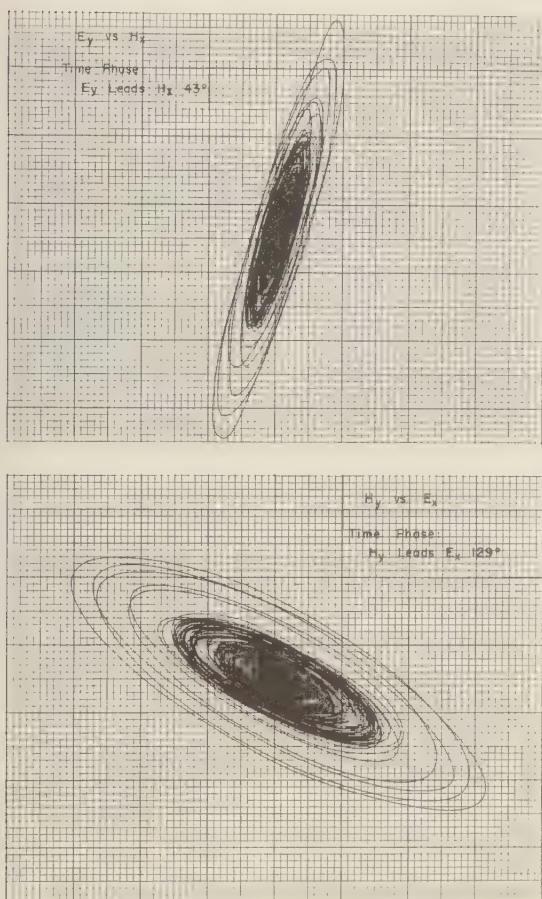 Ey vs Hx
Time Phase
Ey Leads Hx 43°
Hy vs Ex
Time Phase:
Hy Leads Ex 129°